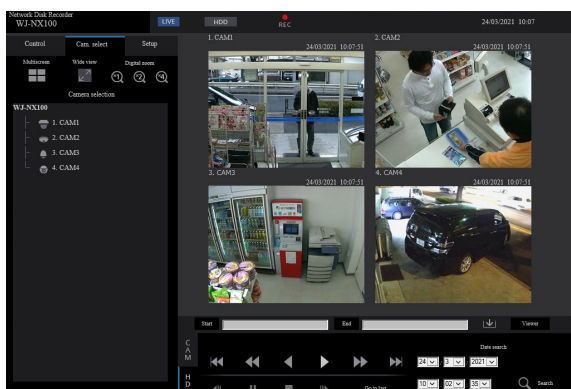 Network Disk Recorder
WJ-NX100
LIVE
HDD
REC
24/03/2021 10:07
Control
Cam. select
Setup
Multiscreen
Wide view
Digital zoom
Camera selection
WJ-NX100
1. CAM1
2. CAM2
3. CAM3
4. CAM4
1. CAM1
24/03/2021 10:07:51
2. CAM2
24/03/2021 10:07:51
3. CAM3
24/03/2021 10:07:51
4. CAM4
24/03/2021 10:07:51
Start
End
Viewer
CAM
HD
Date search
24 . 3 . 2021
Go to last
10 : 02 : 35
Search